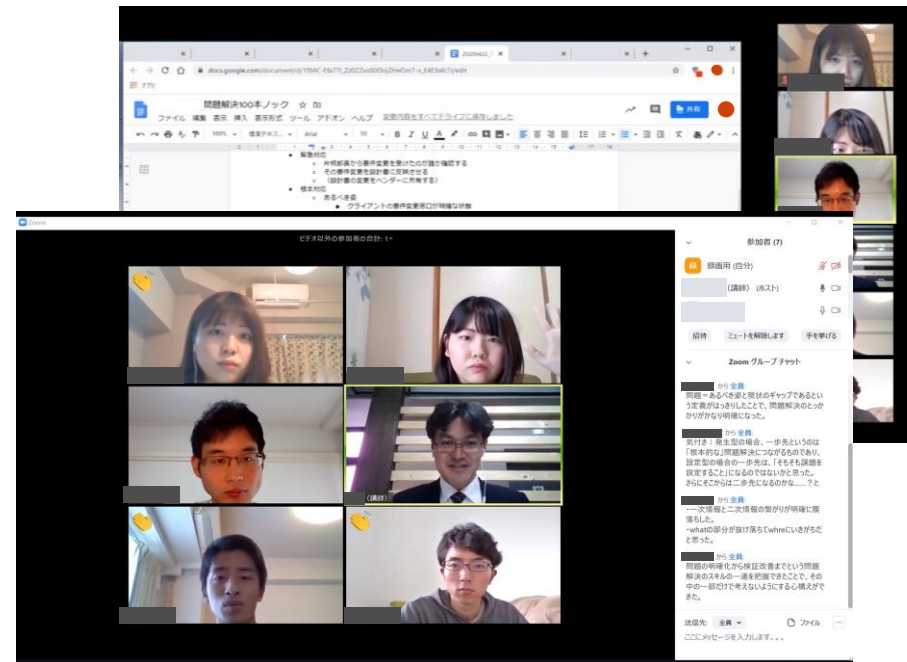 20200422_
docs.google.com/document/d/
アプリ
問題解決100本ノック
共有
ファイル 編集 表示 挿入 表示形式 ツール アドオン ヘルプ 変更内容をすべてドライブに保存しました
100% 標準テキス... Arial 10 B I U A
緊急対応
片桐部長から要件変更を受けたのが誰か確認する
その要件変更を設計書に反映させる
(設計書の変更をベンダーに共有する)
根本対応
あるべき姿
クライアントの要件変更窓口が明確な状態
Zoom
ビデオ以外の参加者の合計: 1
(講師)
参加者 (7)
録画用 (自分)
(講師) (ホスト)
招待 ミュートを解除します 手を挙げる
Zoom グループ チャット
から 全員:
問題=あるべき姿と現状のギャップであるとい
う定義がはっきりしたことで、問題解決のとっか
かりがかなり明確になった。
から 全員:
気付き:発生型の場合、一歩先というのは
「根本的な」問題解決につながるものであり、
設定型の場合の一歩先は、「そもそも課題を
設定すること」になるのではないかと思った。
さらにそこからは二歩先になるのかな……?と
から 全員:
・一次情報と二次情報の繋がりが明確に腹
落ちした。
・whatの部分が抜け落ちてwhreにいきがちだ
と思った。
から 全員:
問題の明確化から検証改善までという問題
解決のスキルの一連を把握できたことで、その
中の一部だけで考えないようにする心構えがで
きた。
送信先: 全員 ファイル ...
ここにメッセージを入力します。。。